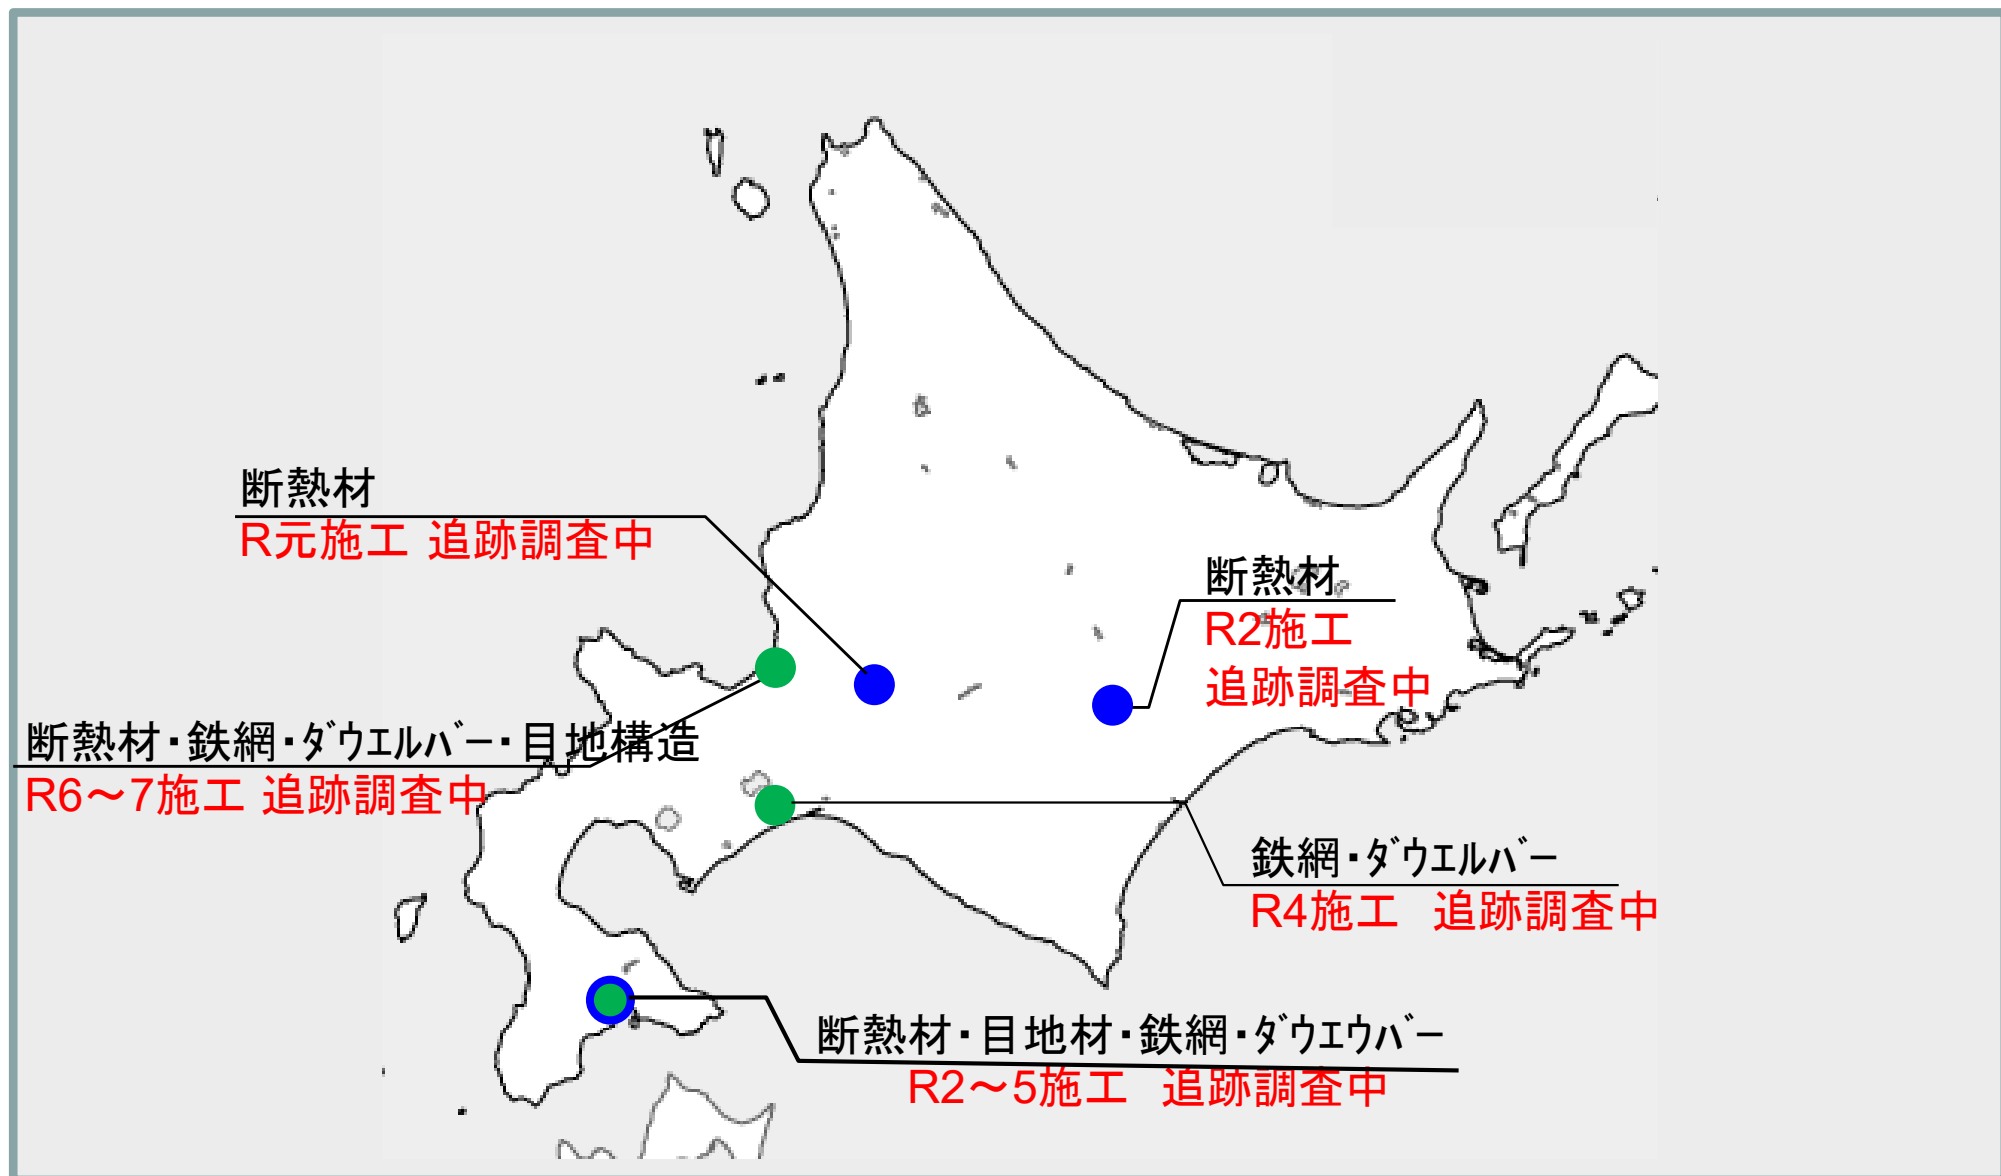 断熱材
R元施工 追跡調査中
断熱材
R2施工
追跡調査中
断熱材・鉄網・ﾀﾞｳｴﾙﾊﾞｰ・目地構造
R6～7施工 追跡調査中
鉄網・ﾀﾞｳｴﾙﾊﾞｰ
R4施工　追跡調査中
断熱材・目地材・鉄網・ﾀﾞｳｴｳﾊﾞｰ
R2～5施工　追跡調査中